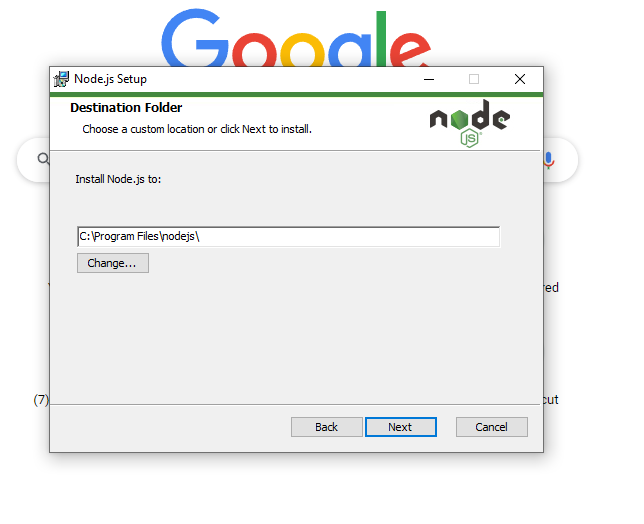 Google
Node.js Setup
Destination Folder
Choose a custom location or click Next to install.
node
JS
Install Node.js to:
C:\Program Files\nodejs\
Change...
red
(7)
cut
Back
Next
Cancel